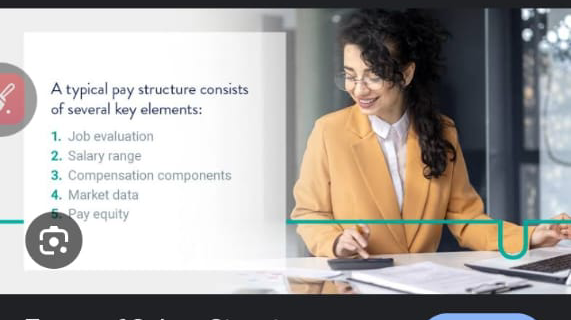 A typical pay structure consists
of several key elements:
1. Job evaluation
2. Salary range
3. Compensation components
4. Market data
5. Pay equity